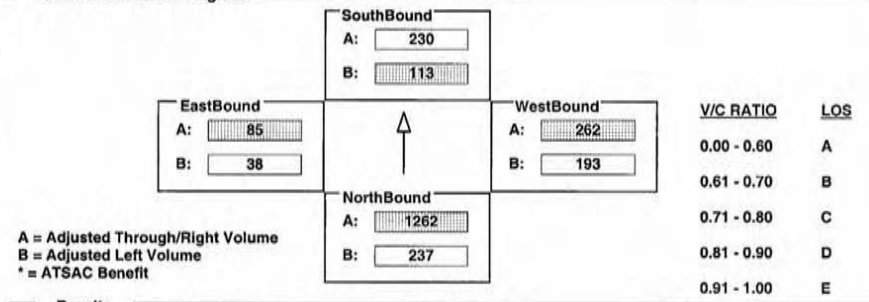 SouthBound
A: 230
B: 113
EastBound
A: 85
B: 38
WestBound
A: 262
B: 193
NorthBound
A: 1262
B: 237
V/C RATIO LOS
0.00 - 0.60 A
0.61 - 0.70 B
0.71 - 0.80 C
0.81 - 0.90 D
0.91 - 1.00 E
A = Adjusted Through/Right Volume
B = Adjusted Left Volume
* = ATSAC Benefit